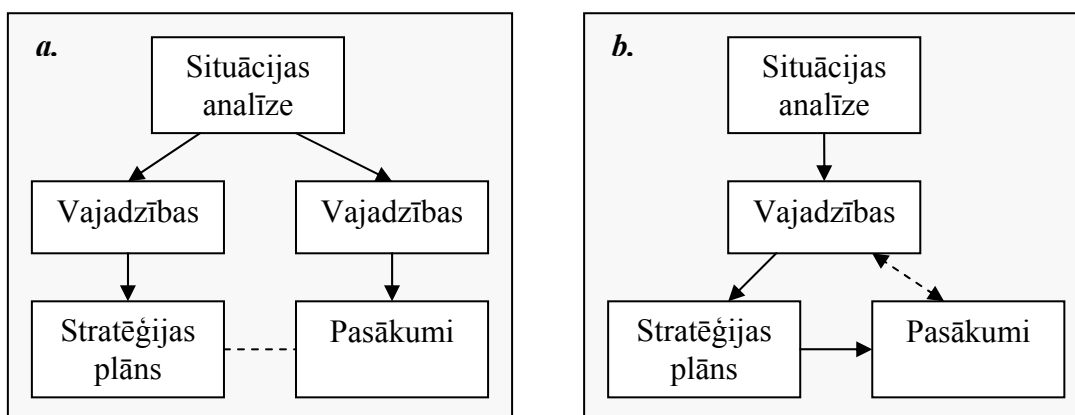 a.
Situācijas
analīze
Vajadzības
Vajadzības
Stratēģijas
plāns
Pasākumi
b.
Situācijas
analīze
Vajadzības
Stratēģijas
plāns
Pasākumi